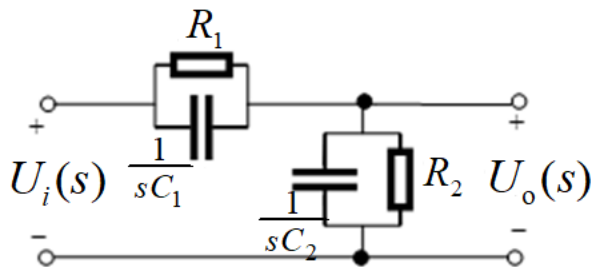 R₁
+
+
Uᵢ(s)
1/sC₁
R₂
Uₒ(s)
1/sC₂
−
−